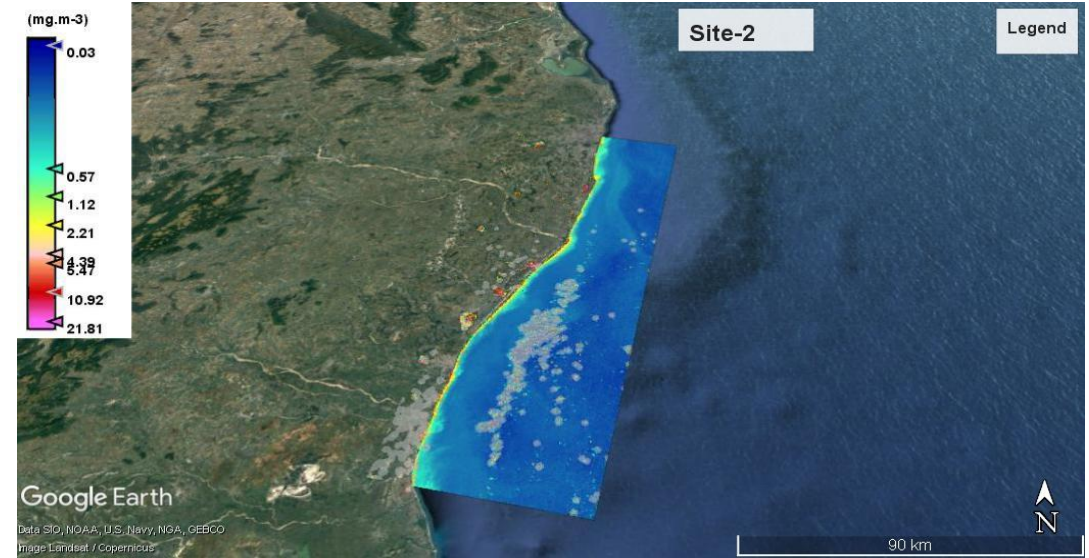 (mg.m-3)
0.03
0.57
1.12
2.21
4.39
5.47
10.92
21.81
Site-2
Legend
Google Earth
Data SIO, NOAA, U.S. Navy, NGA, GEBCO
Image Landsat / Copernicus
N
90 km